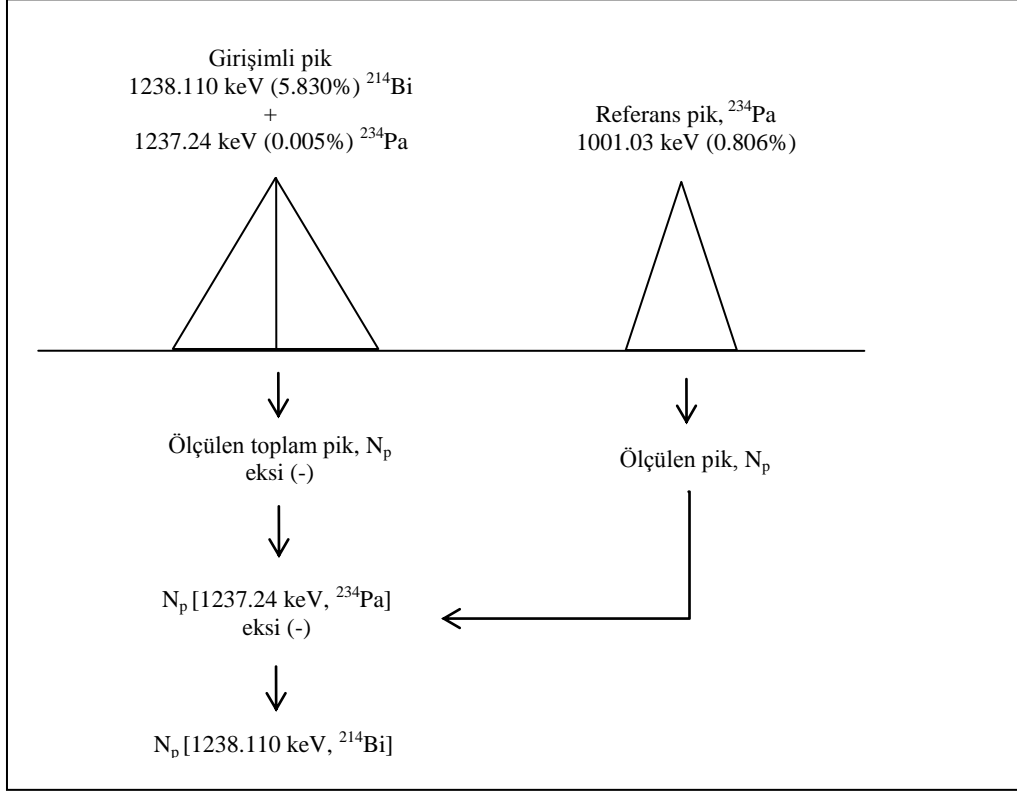 Girişimli pik
1238.110 keV (5.830%) ²¹⁴Bi
+
1237.24 keV (0.005%) ²³⁴Pa
Referans pik, ²³⁴Pa
1001.03 keV (0.806%)
Ölçülen toplam pik, Nₚ
eksi (-)
Ölçülen pik, Nₚ
Nₚ [1237.24 keV, ²³⁴Pa]
eksi (-)
Nₚ [1238.110 keV, ²¹⁴Bi]